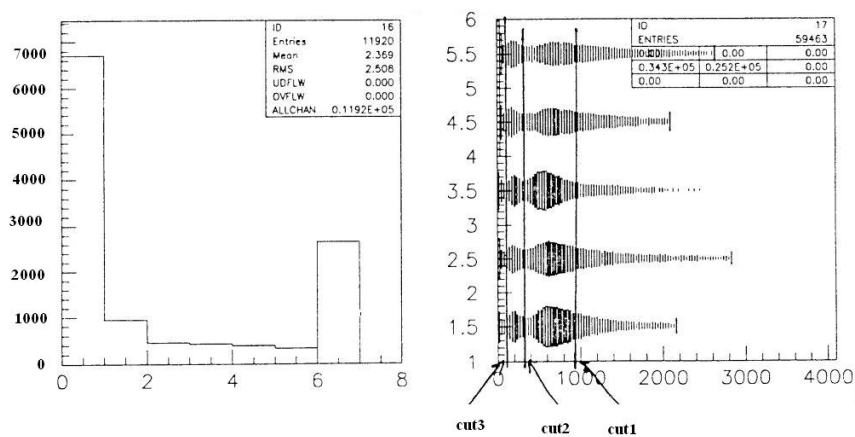 ID 16
Entries 11920
Mean 2.369
RMS 2.508
UDFLW 0.000
OVFLW 0.000
ALLCHAN 0.1192E+05
7000
6000
5000
4000
3000
2000
1000
0
0 2 4 6 8
ID 17
ENTRIES 59463
0.00 0.00 0.00
0.343E+05 0.252E+05 0.00
0.00 0.00 0.00
6
5.5
5
4.5
4
3.5
3
2.5
2
1.5
1
0 1000 2000 3000 4000
cut3 cut2 cut1